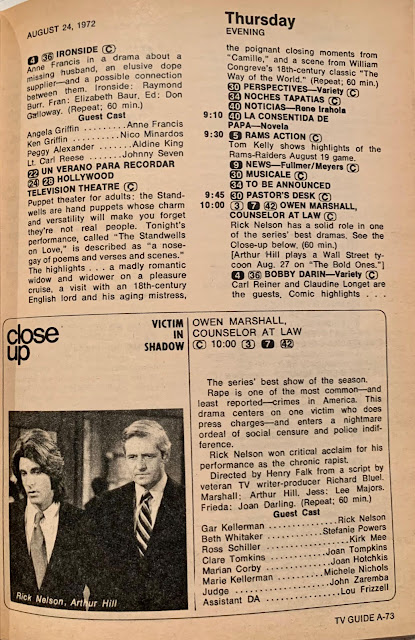 AUGUST 24, 1972
④ ㊱ IRONSIDE Ⓒ
Anne Francis in a drama about a
missing husband, an elusive dope
supplier—and a possible connection
between them. Ironside: Raymond
Burr. Fran: Elizabeth Baur. Ed: Don
Galloway. (Repeat; 60 min.)
Guest Cast
Angela Griffin ..........Anne Francis
Ken Griffin .............Nico Minardos
Peggy Alexander .......Aldine King
Lt. Carl Reese .......Johnny Seven
㉒ UN VERANO PARA RECORDAR
㉔ ㉘ HOLLYWOOD
TELEVISION THEATRE Ⓒ
Puppet theater for adults: the Stand-
wells are hand puppets whose charm
and versatility will make you forget
they're not real people. Tonight's
performance, called "The Standwells
on Love," is described as "a nose-
gay of poems and verses and scenes."
The highlights . . . a madly romantic
widow and widower on a pleasure
cruise, a visit with an 18th-century
English lord and his aging mistress,
Thursday
EVENING
the poignant closing moments from
"Camille," and a scene from William
Congreve's 18th-century classic "The
Way of the World." (Repeat; 60 min.)
㉚ PERSPECTIVES—Variety Ⓒ
㉞ NOCHES TAPATIAS Ⓒ
㊵ NOTICIAS—Rene Irahola
9:10 ㊵ LA CONSENTIDA DE
PAPA—Novela
9:30 ⑤ RAMS ACTION Ⓒ
Tom Kelly shows highlights of the
Rams-Raiders August 19 game.
⑨ NEWS—Fullmer/Meyers Ⓒ
㉚ MUSICALE Ⓒ
㉞ TO BE ANNOUNCED
9:45 ㉚ PASTOR'S DESK Ⓒ
10:00 ③ ⑦ ㊷ OWEN MARSHALL,
COUNSELOR AT LAW Ⓒ
Rick Nelson has a solid role in one
of the series' best dramas. See the
Close-up below. (60 min.)
[Arthur Hill plays a Wall Street ty-
coon Aug. 27 on "The Bold Ones."]
④ ㊱ BOBBY DARIN—Variety Ⓒ
Carl Reiner and Claudine Longet are
the guests. Comic highlights . . .
close
up
VICTIM
IN
SHADOW
OWEN MARSHALL,
COUNSELOR AT LAW
Ⓒ 10:00 ③ ⑦ ㊷
The series' best show of the season.
Rape is one of the most common—and
least reported—crimes in America. This
drama centers on one victim who does
press charges—and enters a nightmare
ordeal of social censure and police indif-
ference.
Rick Nelson won critical acclaim for his
performance as the chronic rapist.
Directed by Henry Falk from a script by
veteran TV writer-producer Richard Bluel.
Marshall: Arthur Hill. Jess: Lee Majors.
Frieda: Joan Darling. (Repeat; 60 min.)
Guest Cast
Gar Kellerman ....................Rick Nelson
Beth Whitaker ..............Stefanie Powers
Ross Schiller ........................Kirk Mee
Clare Tomkins ..............Joan Tompkins
Marian Corby .................Joan Hotchkis
Marie Kellerman ..........Michele Nichols
Judge ..........................John Zaremba
Assistant DA .....................Lou Frizzell
Rick Nelson, Arthur Hill
TV GUIDE A-73